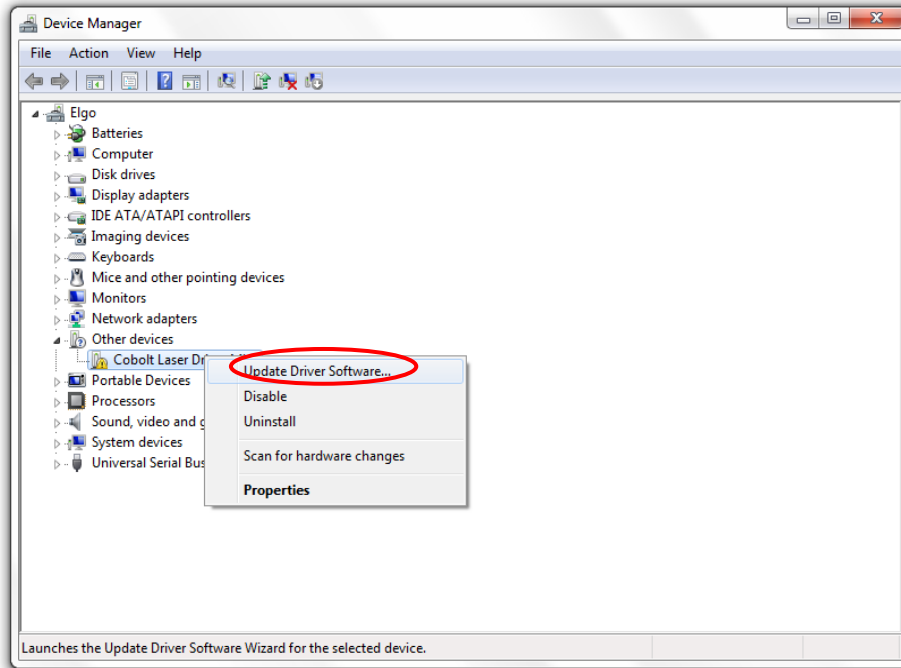 Device Manager
File Action View Help
Elgo
Batteries
Computer
Disk drives
Display adapters
IDE ATA/ATAPI controllers
Imaging devices
Keyboards
Mice and other pointing devices
Monitors
Network adapters
Other devices
Cobolt Laser
Update Driver Software...
Portable Devices
Disable
Processors
Sound, video and
Uninstall
System devices
Scan for hardware changes
Universal Serial
Properties
Launches the Update Driver Software Wizard for the selected device.